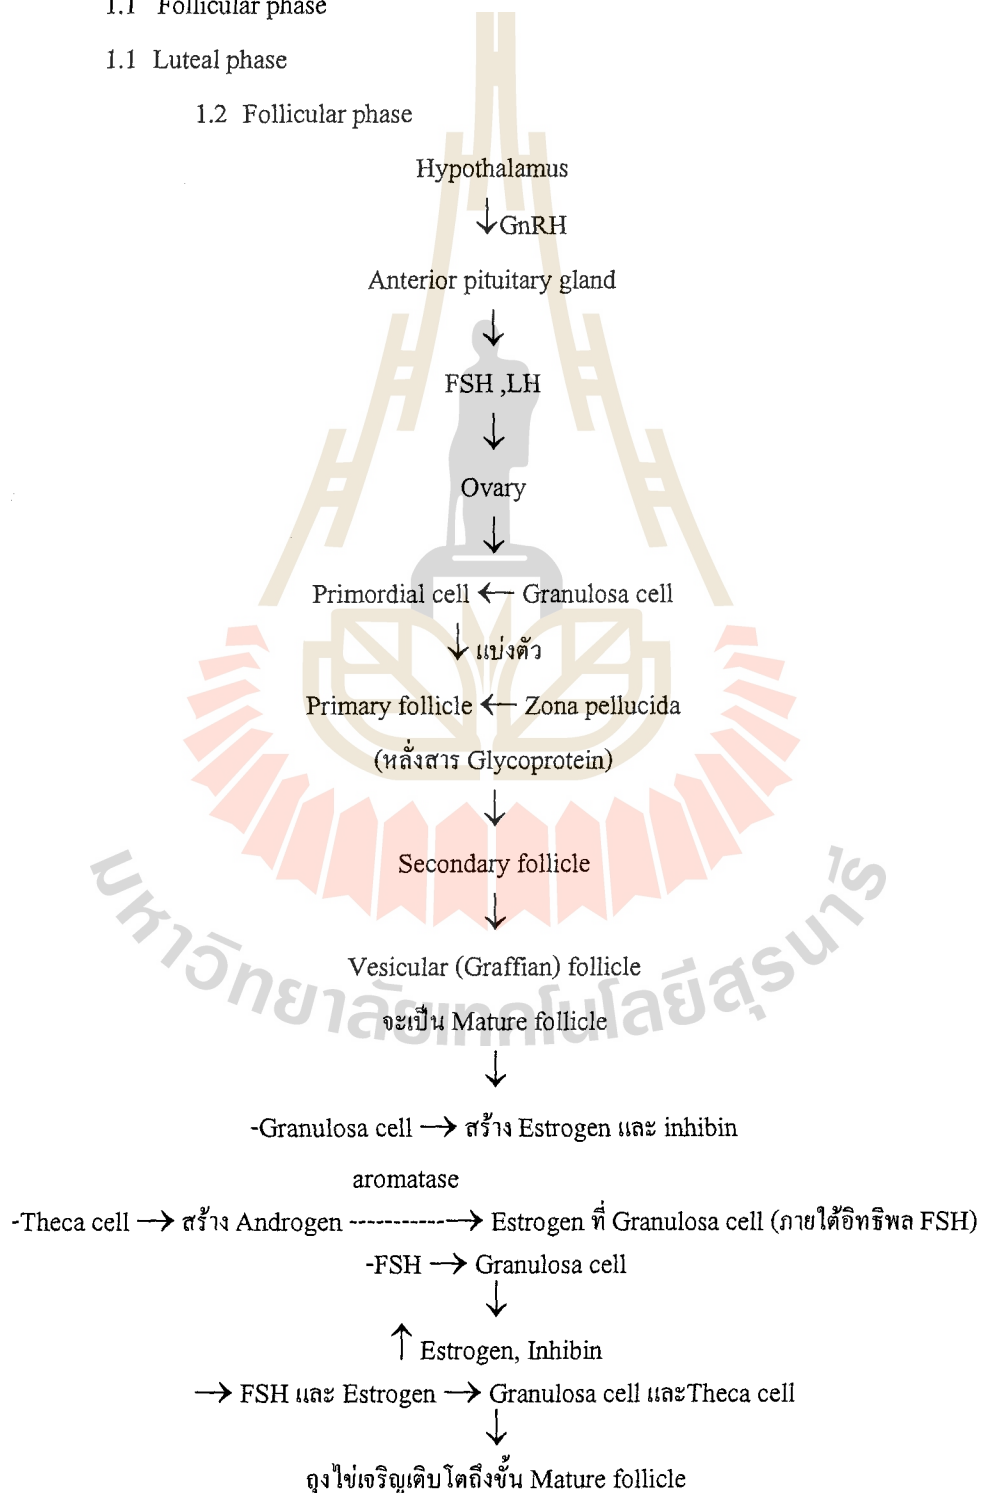 1.1 Follicular phase
1.1 Luteal phase
1.2 Follicular phase
Hypothalamus
↓GnRH
Anterior pituitary gland
↓
FSH ,LH
↓
Ovary
↓
Primordial cell ← Granulosa cell
↓ แบ่งตัว
Primary follicle ← Zona pellucida
(หลั่งสาร Glycoprotein)
↓
Secondary follicle
↓
Vesicular (Graffian) follicle
จะเป็น Mature follicle
↓
-Granulosa cell → สร้าง Estrogen และ inhibin
aromatase
-Theca cell → สร้าง Androgen -----------→ Estrogen ที่ Granulosa cell (ภายใต้อิทธิพล FSH)
-FSH → Granulosa cell
↓
↑ Estrogen, Inhibin
→ FSH และ Estrogen → Granulosa cell และTheca cell
↓
ถุงไข่เจริญเติบโตถึงขั้น Mature follicle
มหาวิทยาลัยเทคโนโลยีสุรนารี